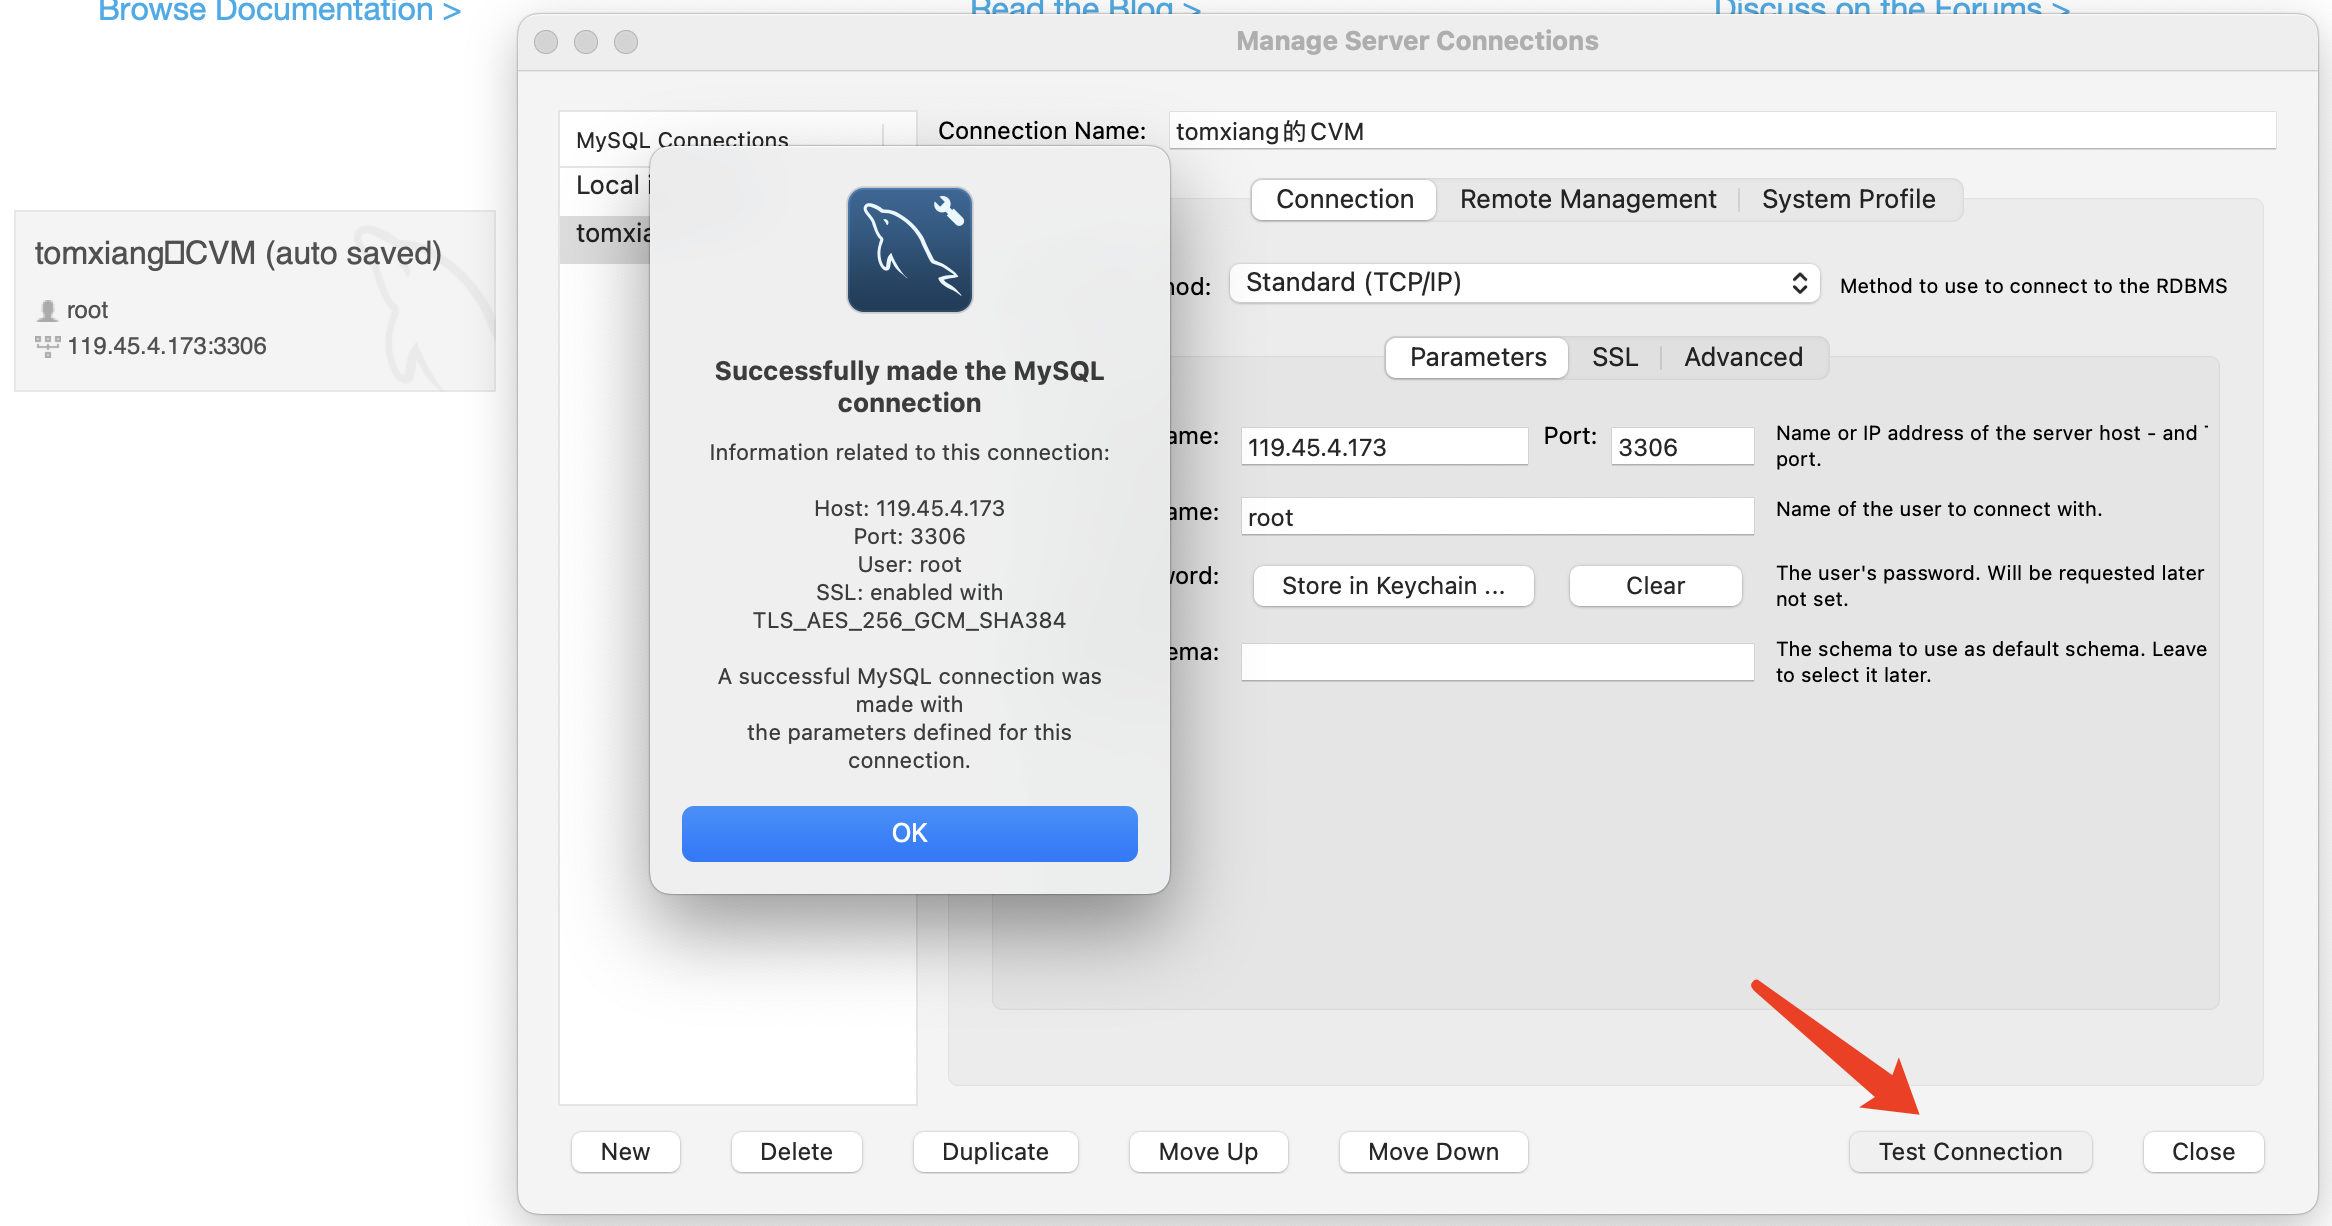 Browse Documentation >
Read the Blog >
Discuss on the Forums >
Manage Server Connections
tomxiang□CVM (auto saved)
root
119.45.4.173:3306
MySQL Connections
Local i
tomxia
Connection Name:
tomxiang的CVM
Connection
Remote Management
System Profile
hod:
Standard (TCP/IP)
Method to use to connect to the RDBMS
Parameters
SSL
Advanced
ame:
119.45.4.173
Port:
3306
Name or IP address of the server host - and
port.
ame:
root
Name of the user to connect with.
word:
Store in Keychain ...
Clear
The user's password. Will be requested later
not set.
ema:
The schema to use as default schema. Leave
to select it later.
Successfully made the MySQL
connection
Information related to this connection:
Host: 119.45.4.173
Port: 3306
User: root
SSL: enabled with
TLS_AES_256_GCM_SHA384
A successful MySQL connection was
made with
the parameters defined for this
connection.
OK
New
Delete
Duplicate
Move Up
Move Down
Test Connection
Close